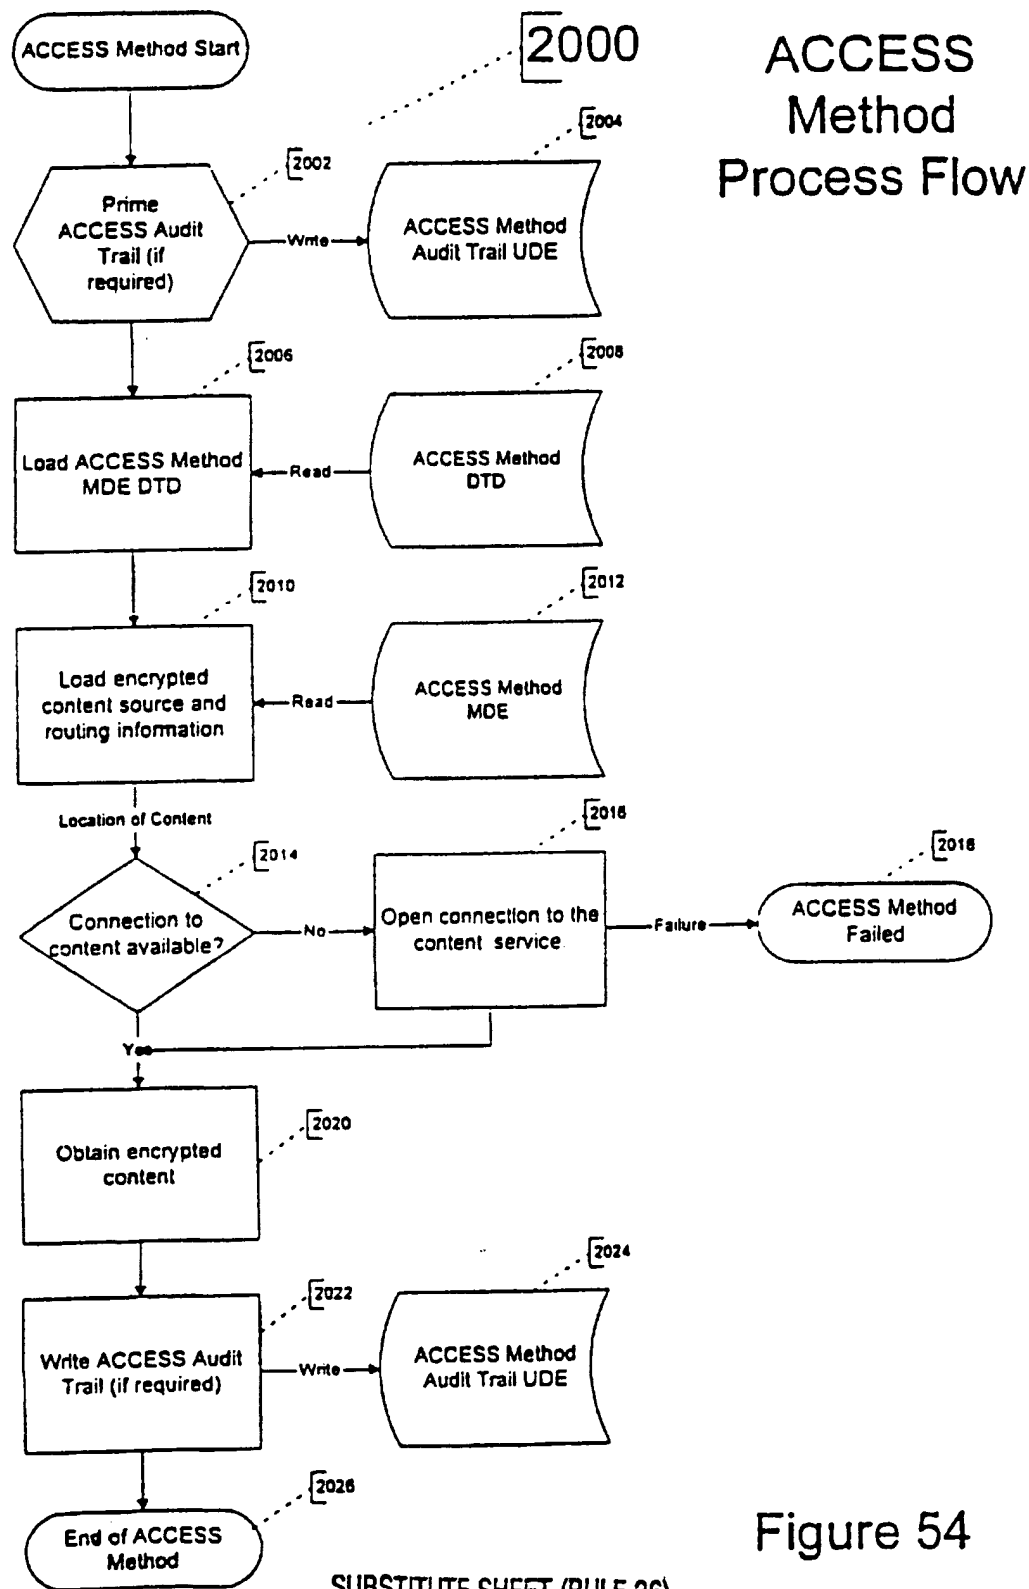 ACCESS Method Start
2000
ACCESS
Method
Process Flow
2002
2004
Prime
ACCESS Audit
Trail (if
required)
Write
ACCESS Method
Audit Trail UDE
2006
2008
Load ACCESS Method
MDE DTD
Read
ACCESS Method
DTD
2010
2012
Load encrypted
content source and
routing information
Read
ACCESS Method
MDE
Location of Content
2014
2016
2018
Connection to
content available?
No
Open connection to the
content service
Failure
ACCESS Method
Failed
2020
Obtain encrypted
content
2022
2024
Write ACCESS Audit
Trail (if required)
Write
ACCESS Method
Audit Trail UDE
2026
End of ACCESS
Method
Figure 54
SUBSTITUTE SHEET (RULE 26)